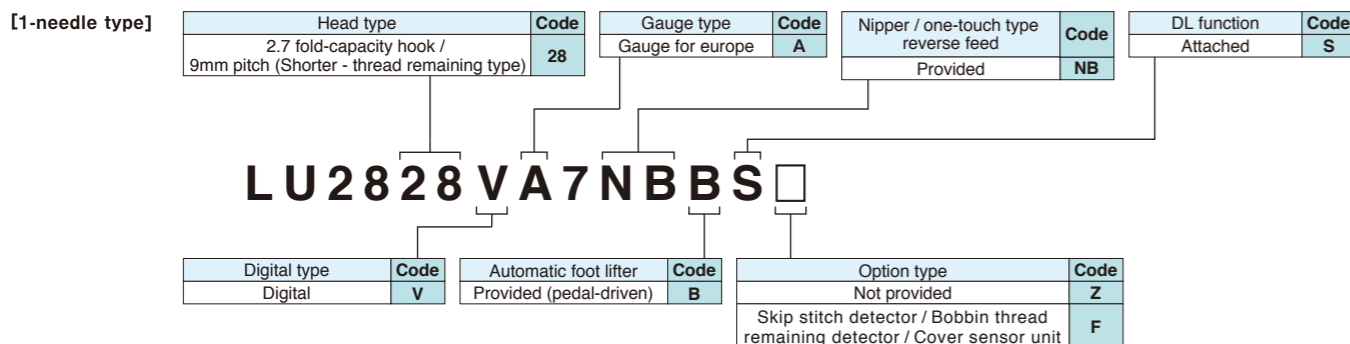 [1-needle type]
Head type Code
2.7 fold-capacity hook /
9mm pitch (Shorter - thread remaining type) 28
Gauge type Code
Gauge for europe A
Nipper / one-touch type
reverse feed Code
Provided NB
DL function Code
Attached S
LU2828VA7NBBS□
Digital type Code
Digital V
Automatic foot lifter Code
Provided (pedal-driven) B
Option type Code
Not provided Z
Skip stitch detector / Bobbin thread
remaining detector / Cover sensor unit F